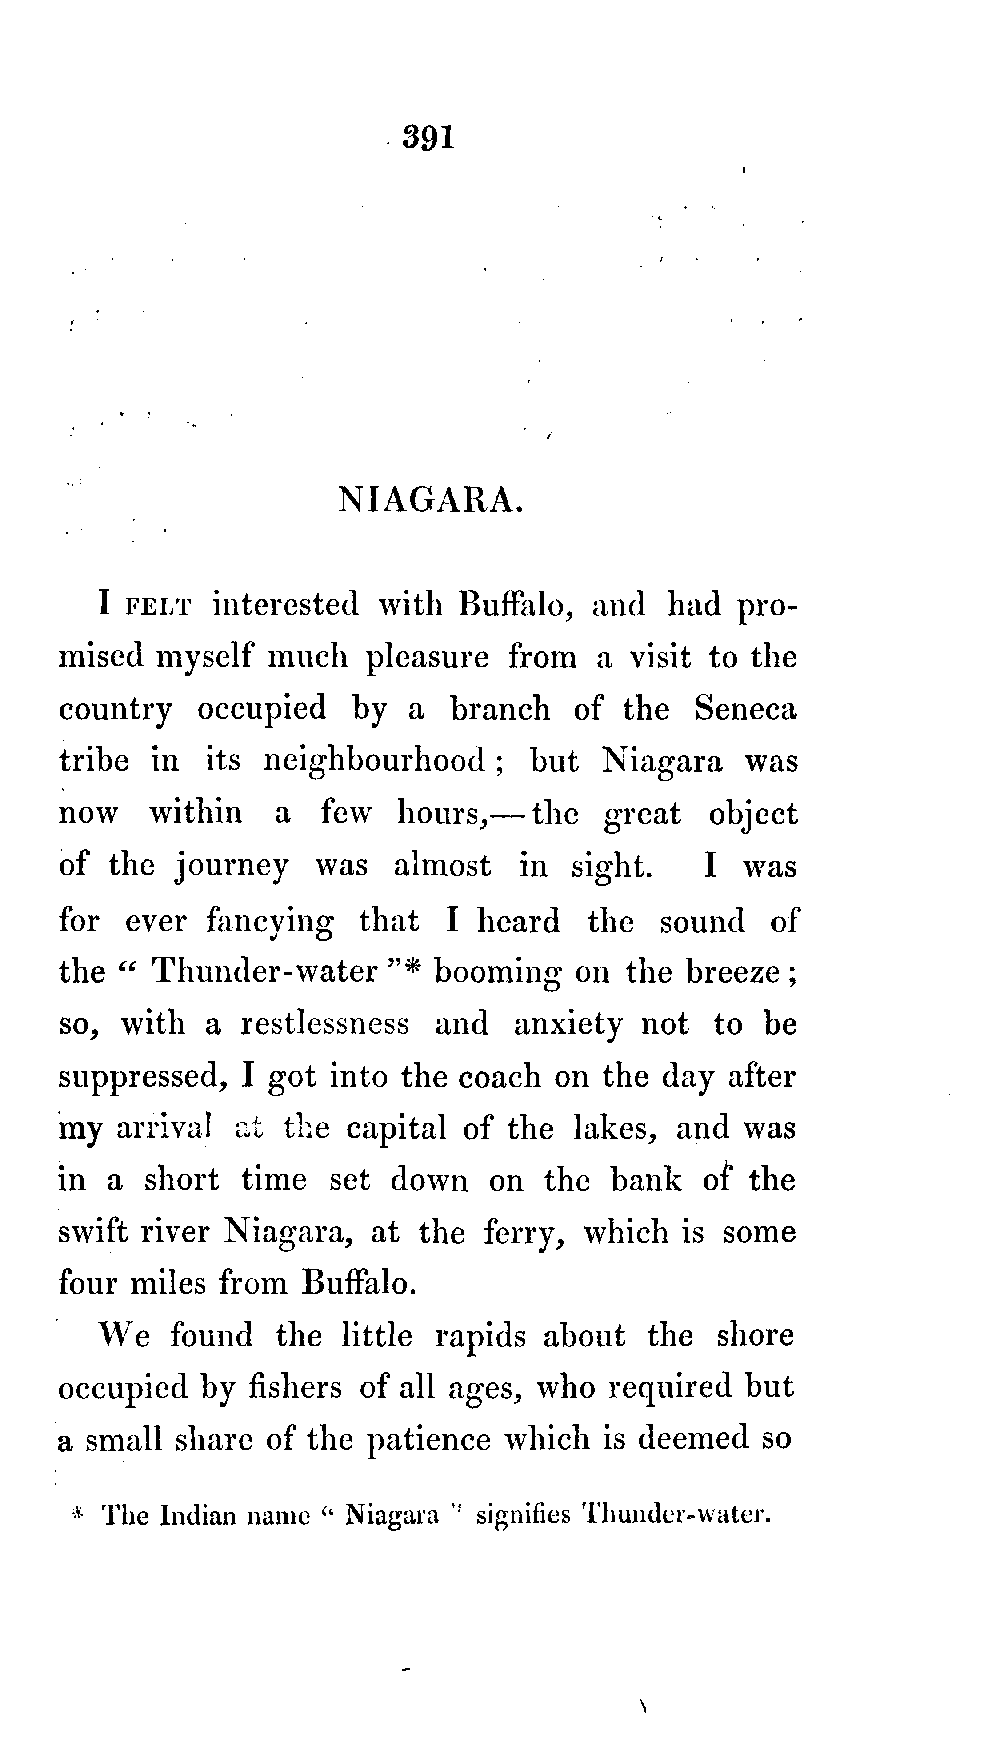 391
NIAGARA.
I FELT interested with Buffalo, and had pro-
mised myself much pleasure from a visit to the
country occupied by a branch of the Seneca
tribe in its neighbourhood ; but Niagara was
now within a few hours,—the great object
of the journey was almost in sight. I was
for ever fancying that I heard the sound of
the “ Thunder-water ”* booming on the breeze ;
so, with a restlessness and anxiety not to be
suppressed, I got into the coach on the day after
my arrival at the capital of the lakes, and was
in a short time set down on the bank of the
swift river Niagara, at the ferry, which is some
four miles from Buffalo.
We found the little rapids about the shore
occupied by fishers of all ages, who required but
a small share of the patience which is deemed so
* The Indian name “ Niagara ” signifies Thunder-water.